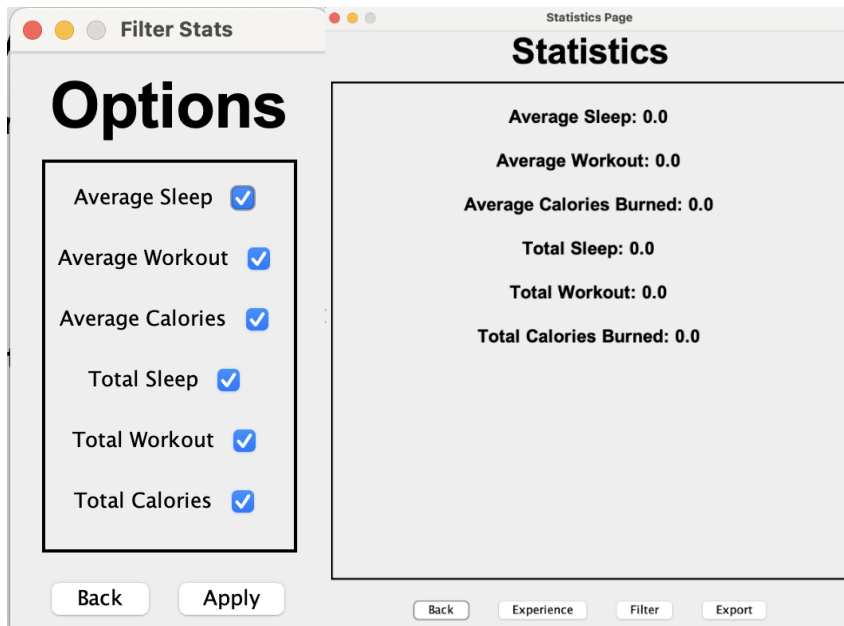 Filter Stats
Options
Average Sleep
Average Workout
Average Calories
Total Sleep
Total Workout
Total Calories
Back Apply
Statistics Page
Statistics
Average Sleep: 0.0
Average Workout: 0.0
Average Calories Burned: 0.0
Total Sleep: 0.0
Total Workout: 0.0
Total Calories Burned: 0.0
Back Experience Filter Export